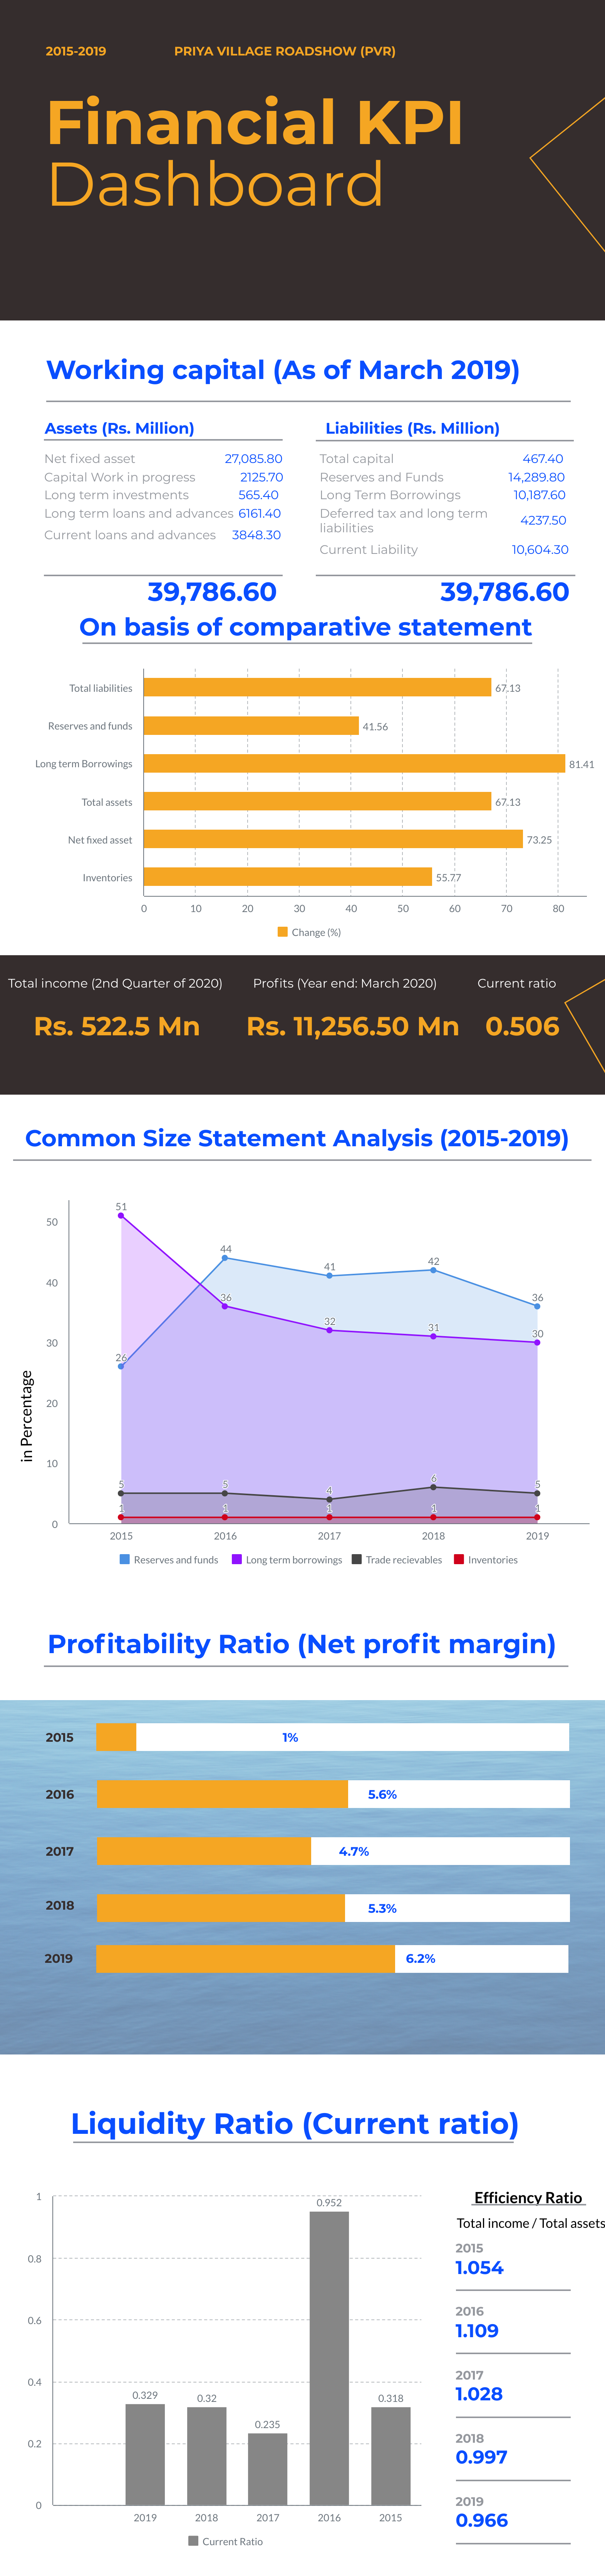 2015-2019 PRIYA VILLAGE ROADSHOW (PVR)
Financial KPI
Dashboard
Working capital (As of March 2019)
Assets (Rs. Million)
Net fixed asset 27,085.80
Capital Work in progress 2125.70
Long term investments 565.40
Long term loans and advances 6161.40
Current loans and advances 3848.30
39,786.60
Liabilities (Rs. Million)
Total capital 467.40
Reserves and Funds 14,289.80
Long Term Borrowings 10,187.60
Deferred tax and long term
liabilities 4237.50
Current Liability 10,604.30
39,786.60
On basis of comparative statement
Total liabilities 67.13
Reserves and funds 41.56
Long term Borrowings 81.41
Total assets 67.13
Net fixed asset 73.25
Inventories 55.77
0 10 20 30 40 50 60 70 80
Change (%)
Total income (2nd Quarter of 2020) Profits (Year end: March 2020) Current ratio
Rs. 522.5 Mn Rs. 11,256.50 Mn 0.506
Common Size Statement Analysis (2015-2019)
in Percentage
50
40
30
20
10
0
51 36 32 31 30
26 44 41 42 36
5 5 4 6 5
1 1 1 1 1
2015 2016 2017 2018 2019
Reserves and funds Long term borrowings Trade recievables Inventories
Profitability Ratio (Net profit margin)
2015 1%
2016 5.6%
2017 4.7%
2018 5.3%
2019 6.2%
Liquidity Ratio (Current ratio)
1
0.8
0.6
0.4
0.2
0
0.329 0.32 0.235 0.952 0.318
2019 2018 2017 2016 2015
Current Ratio
Efficiency Ratio
Total income / Total assets
2015
1.054
2016
1.109
2017
1.028
2018
0.997
2019
0.966